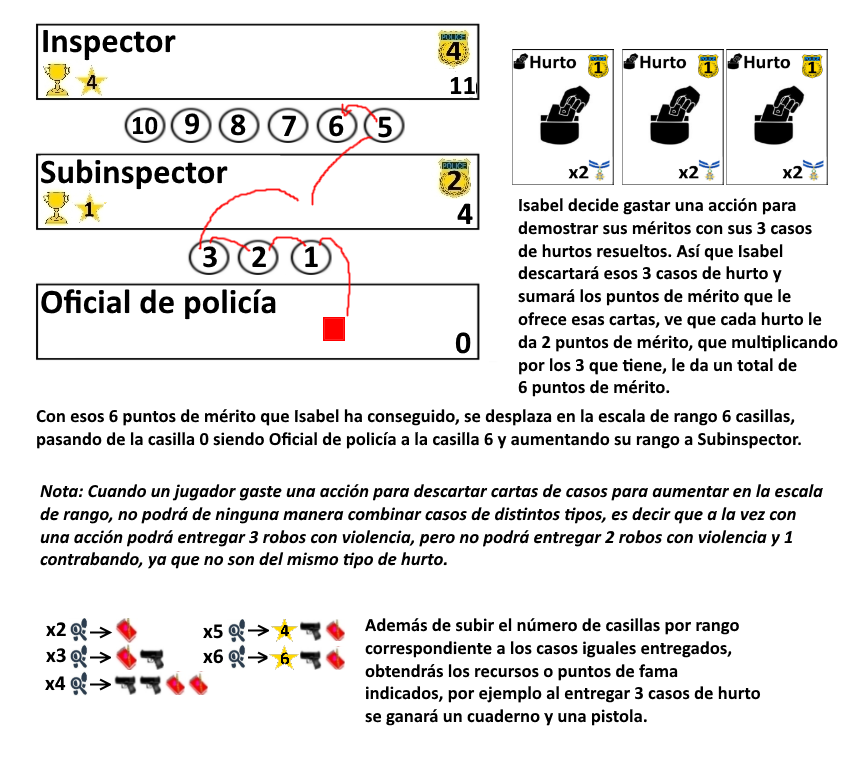 Inspector
POLICE
4
4
11
10 9 8 7 6 5
Subinspector
POLICE
2
1
4
3 2 1
Oficial de policía
0
Hurto 1
x2
Hurto 1
x2
Hurto 1
x2
Isabel decide gastar una acción para
demostrar sus méritos con sus 3 casos
de hurtos resueltos. Así que Isabel
descartará esos 3 casos de hurto y
sumará los puntos de mérito que le
ofrece esas cartas, ve que cada hurto le
da 2 puntos de mérito, que multiplicando
por los 3 que tiene, le da un total de
6 puntos de mérito.
Con esos 6 puntos de mérito que Isabel ha conseguido, se desplaza en la escala de rango 6 casillas,
pasando de la casilla 0 siendo Oficial de policía a la casilla 6 y aumentando su rango a Subinspector.
Nota: Cuando un jugador gaste una acción para descartar cartas de casos para aumentar en la escala
de rango, no podrá de ninguna manera combinar casos de distintos tipos, es decir que a la vez con
una acción podrá entregar 3 robos con violencia, pero no podrá entregar 2 robos con violencia y 1
contrabando, ya que no son del mismo tipo de hurto.
x2
x3
x4
x5 4
x6 6
Además de subir el número de casillas por rango
correspondiente a los casos iguales entregados,
obtendrás los recursos o puntos de fama
indicados, por ejemplo al entregar 3 casos de hurto
se ganará un cuaderno y una pistola.